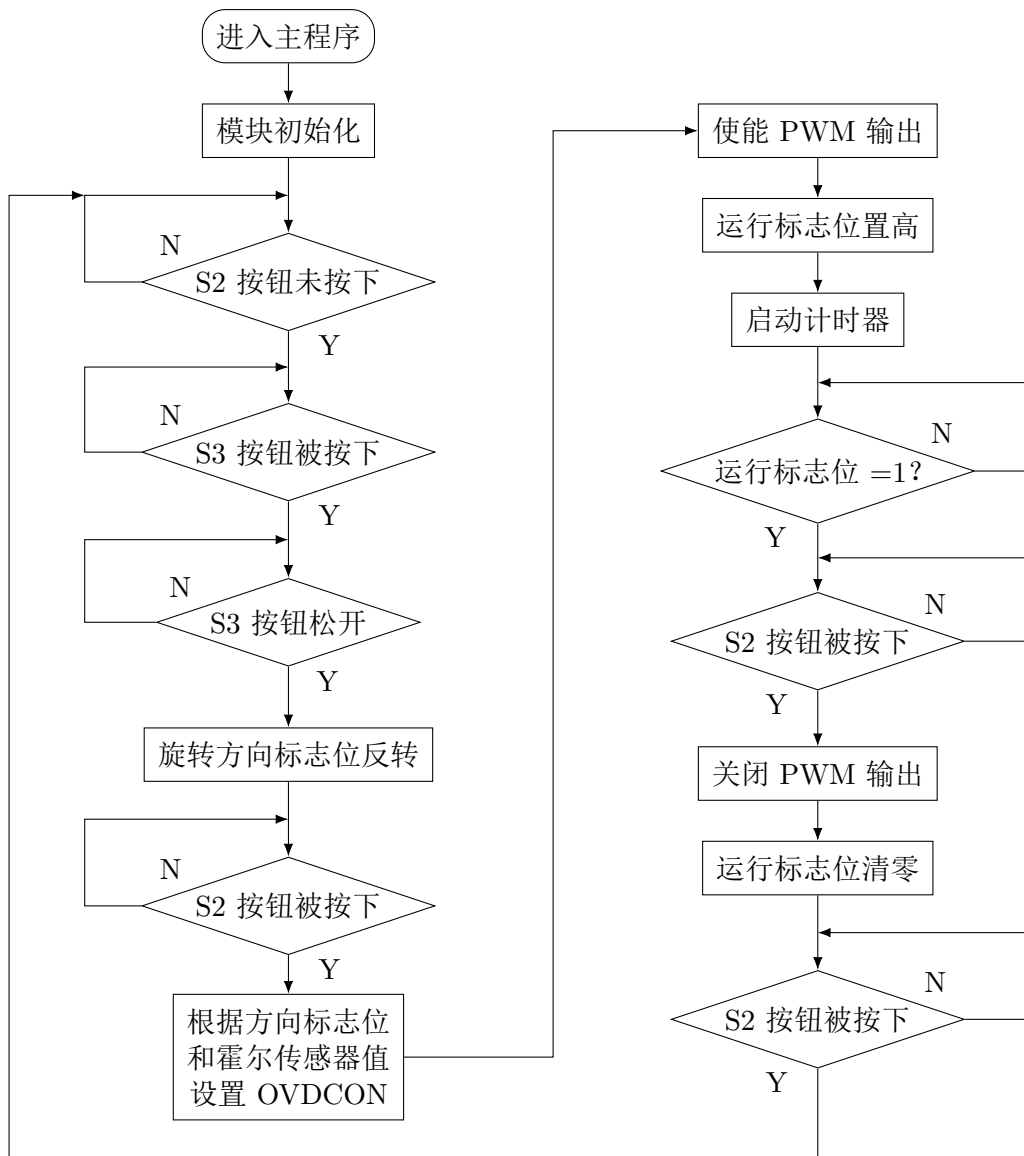 进入主程序
模块初始化
N
S2 按钮未按下
Y
N
S3 按钮被按下
Y
N
S3 按钮松开
Y
旋转方向标志位反转
N
S2 按钮被按下
Y
根据方向标志位
和霍尔传感器值
设置 OVDCON
使能 PWM 输出
运行标志位置高
启动计时器
N
运行标志位 =1?
Y
N
S2 按钮被按下
Y
关闭 PWM 输出
运行标志位清零
N
S2 按钮被按下
Y